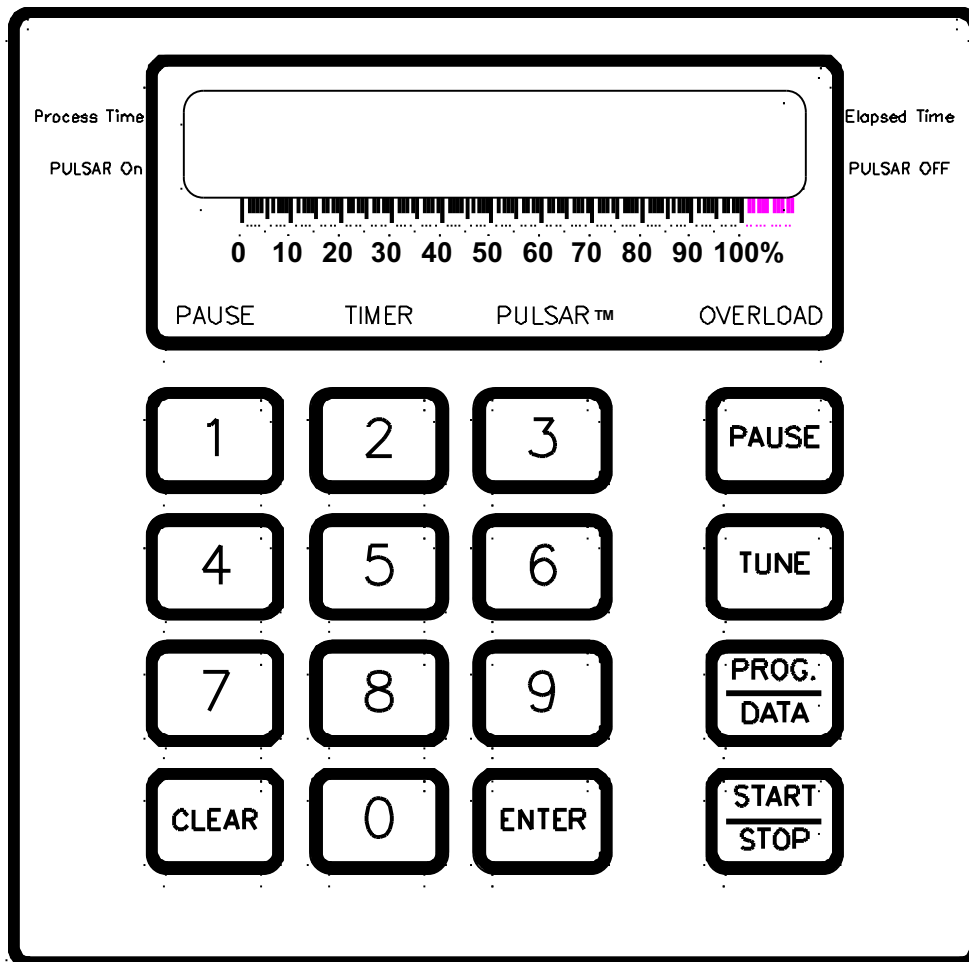 Process Time
Elapsed Time
PULSAR On
PULSAR OFF
0 10 20 30 40 50 60 70 80 90 100%
PAUSE TIMER PULSAR™ OVERLOAD
1 2 3 PAUSE
4 5 6 TUNE
7 8 9 PROG.
DATA
CLEAR 0 ENTER START
STOP